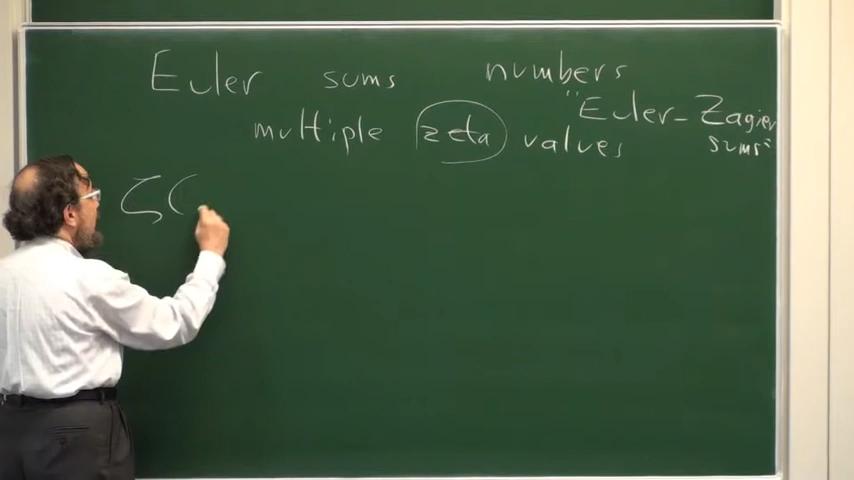 Euler sums numbers
multiple zeta values "Euler-Zagier
sums"
ζ(